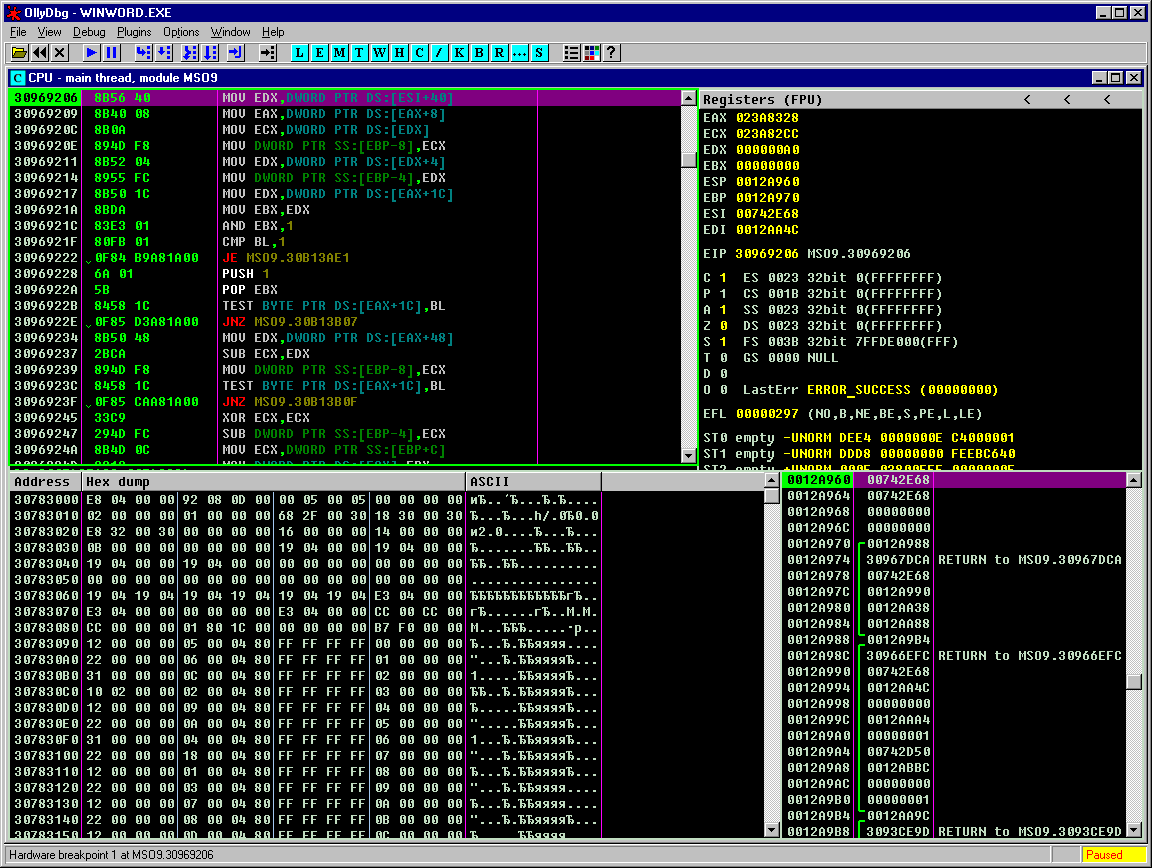 OllyDbg - WINWORD.EXE
File View Debug Plugins Options Window Help
L E M T W H C / K B R ... S ?
C CPU - main thread, module MSO9
30969206 8B56 40 MOV EDX,DWORD PTR DS:[ESI+40]
30969209 8B40 08 MOV EAX,DWORD PTR DS:[EAX+8]
3096920C 8B0A MOV ECX,DWORD PTR DS:[EDX]
3096920E 894D F8 MOV DWORD PTR SS:[EBP-8],ECX
30969211 8B52 04 MOV EDX,DWORD PTR DS:[EDX+4]
30969214 8955 FC MOV DWORD PTR SS:[EBP-4],EDX
30969217 8B50 1C MOV EDX,DWORD PTR DS:[EAX+1C]
3096921A 8BDA MOV EBX,EDX
3096921C 83E3 01 AND EBX,1
3096921F 80FB 01 CMP BL,1
30969222 0F84 B9A81A00 JE MSO9.30B13AE1
30969228 6A 01 PUSH 1
3096922A 5B POP EBX
3096922B 8458 1C TEST BYTE PTR DS:[EAX+1C],BL
3096922E 0F85 D3A81A00 JNZ MSO9.30B13B07
30969234 8B50 48 MOV EDX,DWORD PTR DS:[EAX+48]
30969237 2BCA SUB ECX,EDX
30969239 894D F8 MOV DWORD PTR SS:[EBP-8],ECX
3096923C 8458 1C TEST BYTE PTR DS:[EAX+1C],BL
3096923F 0F85 CAA81A00 JNZ MSO9.30B13B0F
30969245 33C9 XOR ECX,ECX
30969247 294D FC SUB DWORD PTR SS:[EBP-4],ECX
3096924A 8B4D 0C MOV ECX,DWORD PTR SS:[EBP+C]
Registers (FPU) < < <
EAX 023A8328
ECX 023A82CC
EDX 000000A0
EBX 00000000
ESP 0012A960
EBP 0012A970
ESI 00742E68
EDI 0012AA4C
EIP 30969206 MSO9.30969206
C 1 ES 0023 32bit 0(FFFFFFFF)
P 1 CS 001B 32bit 0(FFFFFFFF)
A 1 SS 0023 32bit 0(FFFFFFFF)
Z 0 DS 0023 32bit 0(FFFFFFFF)
S 1 FS 003B 32bit 7FFDE000(FFF)
T 0 GS 0000 NULL
D 0
O 0 LastErr ERROR_SUCCESS (00000000)
EFL 00000297 (NO,B,NE,BE,S,PE,L,LE)
ST0 empty -UNORM DEE4 0000000E C4000001
ST1 empty -UNORM DDD8 00000000 FEEBC640
Address Hex dump ASCII
30783000 E8 04 00 00 92 08 0D 00 00 05 00 05 00 00 00 00 иЂ..'Ђ...Ђ.Ђ....
30783010 02 00 00 00 01 00 00 00 68 2F 00 30 18 30 00 30 Ђ...Ђ...h/.0Ђ0.0
30783020 E8 32 00 30 00 00 00 00 16 00 00 00 14 00 00 00 и2.0....Ђ...Ђ...
30783030 0B 00 00 00 00 00 00 00 19 04 00 00 19 04 00 00 Ђ.......ЂЂ..ЂЂ..
30783040 19 04 00 00 19 04 00 00 00 00 00 00 00 00 00 00 ЂЂ..ЂЂ..........
30783050 00 00 00 00 00 00 00 00 00 00 00 00 00 00 00 00 ................
30783060 19 04 19 04 19 04 19 04 19 04 19 04 E3 04 00 00 ЂЂЂЂЂЂЂЂЂЂЂЂгЂ..
30783070 E3 04 00 00 00 00 00 00 E3 04 00 00 CC 00 CC 00 гЂ......гЂ..М.М.
30783080 CC 00 00 00 01 80 1C 00 00 00 00 00 B7 F0 00 00 М...ЂЂЂ.....·р..
30783090 12 00 00 00 05 00 04 80 FF FF FF FF 00 00 00 00 Ђ...Ђ.ЂЂяяяя....
307830A0 22 00 00 00 06 00 04 80 FF FF FF FF 01 00 00 00 "...Ђ.ЂЂяяяяЂ...
307830B0 31 00 00 00 0C 00 04 80 FF FF FF FF 02 00 00 00 1.....ЂЂяяяяЂ...
307830C0 10 02 00 00 02 00 04 80 FF FF FF FF 03 00 00 00 ЂЂ..Ђ.ЂЂяяяяЂ...
307830D0 12 00 00 00 09 00 04 80 FF FF FF FF 04 00 00 00 Ђ.....ЂЂяяяяЂ...
307830E0 22 00 00 00 0A 00 04 80 FF FF FF FF 05 00 00 00 ".....ЂЂяяяяЂ...
307830F0 31 00 00 00 04 00 04 80 FF FF FF FF 06 00 00 00 1...Ђ.ЂЂяяяяЂ...
30783100 22 00 00 00 18 00 04 80 FF FF FF FF 07 00 00 00 "...Ђ.ЂЂяяяяЂ...
30783110 12 00 00 00 01 00 04 80 FF FF FF FF 08 00 00 00 Ђ...Ђ.ЂЂяяяяЂ...
30783120 22 00 00 00 03 00 04 80 FF FF FF FF 09 00 00 00 "...Ђ.ЂЂяяяя....
30783130 12 00 00 00 07 00 04 80 FF FF FF FF 0A 00 00 00 Ђ...Ђ.ЂЂяяяя....
30783140 22 00 00 00 08 00 04 80 FF FF FF FF 0B 00 00 00 "...Ђ.ЂЂяяяяЂ...
30783150 12 00 00 00 0D 00 04 80 FF FF FF FF 0C 00 00 00
0012A960 00742E68
0012A964 00742E68
0012A968 00000000
0012A96C 00000000
0012A970 0012A988
0012A974 30967DCA RETURN to MSO9.30967DCA
0012A978 00742E68
0012A97C 0012A990
0012A980 0012AA38
0012A984 0012AA88
0012A988 0012A9B4
0012A98C 30966EFC RETURN to MSO9.30966EFC
0012A990 00742E68
0012A994 0012AA4C
0012A998 00000000
0012A99C 0012AAA4
0012A9A0 00000001
0012A9A4 00742D50
0012A9A8 0012ABBC
0012A9AC 00000000
0012A9B0 00000001
0012A9B4 0012AA9C
0012A9B8 3093CE9D RETURN to MSO9.3093CE9D
Hardware breakpoint 1 at MSO9.30969206 Paused